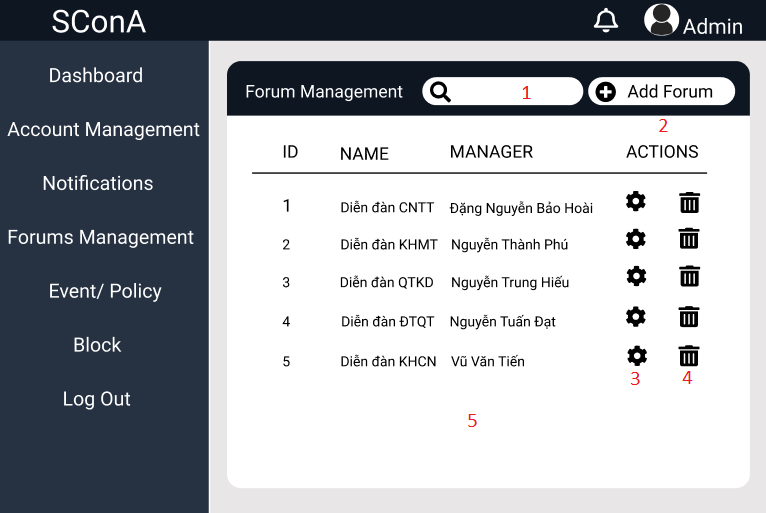 SConA
Admin
Dashboard
Account Management
Notifications
Forums Management
Event/ Policy
Block
Log Out
Forum Management 1 Add Forum
2
ID NAME MANAGER ACTIONS
1 Diễn đàn CNTT Đặng Nguyễn Bảo Hoài
2 Diễn đàn KHMT Nguyễn Thành Phú
3 Diễn đàn QTKD Nguyễn Trung Hiếu
4 Diễn đàn ĐTQT Nguyễn Tuấn Đạt
5 Diễn đàn KHCN Vũ Văn Tiến
3 4
5